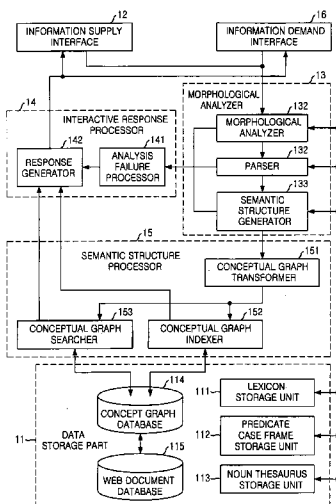 12
16
INFORMATION SUPPLY
INTERFACE
INFORMATION DEMAND
INTERFACE
13
14
MORPHOLOGICAL
ANALYZER
INTERACTIVE RESPONSE
PROCESSOR
132
MORPHOLOGICAL
ANALYZER
142
141
RESPONSE
GENERATOR
ANALYSIS
FAILURE
PROCESSOR
132
PARSER
133
SEMANTIC
STRUCTURE
GENERATOR
15
SEMANTIC STRUCTURE
PROCESSOR
151
CONCEPTUAL GRAPH
TRANSFORMER
153
152
CONCEPTUAL GRAPH
SEARCHER
CONCEPTUAL GRAPH
INDEXER
114
CONCEPT GRAPH
DATABASE
111
LEXICON
STORAGE UNIT
11
DATA
STORAGE PART
115
WEB DOCUMENT
DATABASE
112
PREDICATE
CASE FRAME
STORAGE UNIT
113
NOUN THESAURUS
STORAGE UNIT